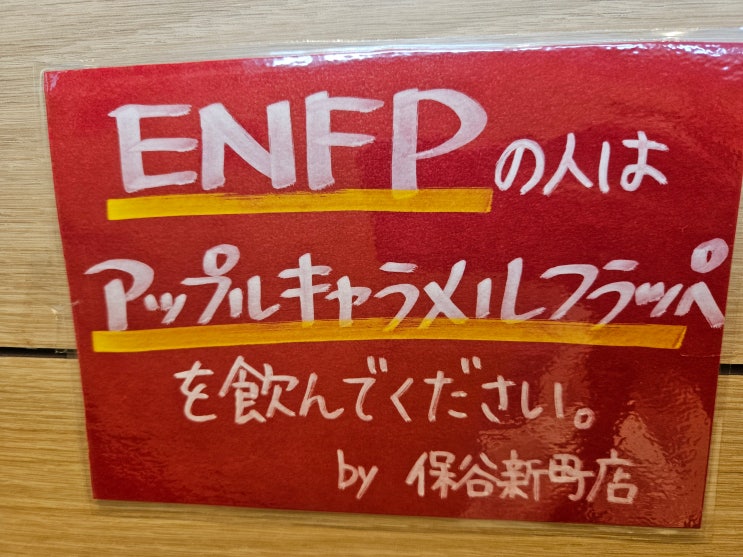 ENFPの人は
アップルキャラメルフラッペ
を飲んでください。
by 保谷新町店